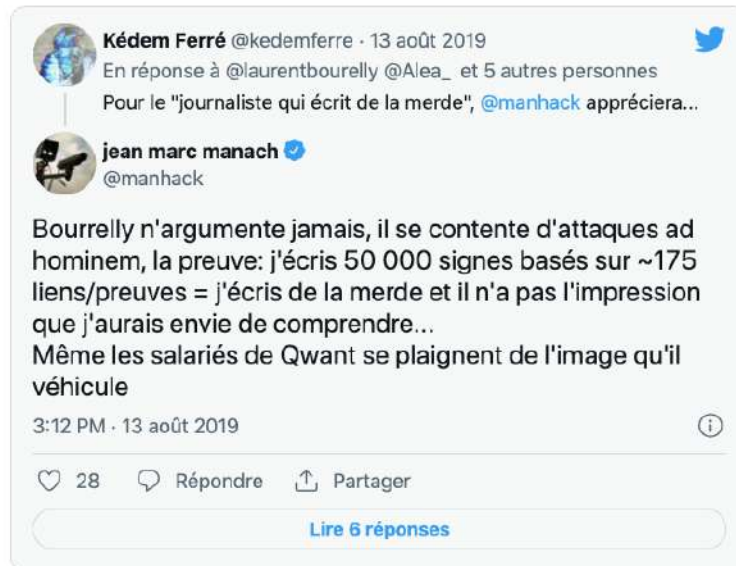 Kédem Ferré @kedemferre · 13 août 2019
En réponse à @laurentbourelly @Alea_ et 5 autres personnes
Pour le "journaliste qui écrit de la merde", @manhack appréciera...
jean marc manach
@manhack
Bourrelly n'argumente jamais, il se contente d'attaques ad
hominem, la preuve: j'écris 50 000 signes basés sur ~175
liens/preuves = j'écris de la merde et il n'a pas l'impression
que j'aurais envie de comprendre...
Même les salariés de Qwant se plaignent de l'image qu'il
véhicule
3:12 PM · 13 août 2019
28 Répondre Partager
Lire 6 réponses